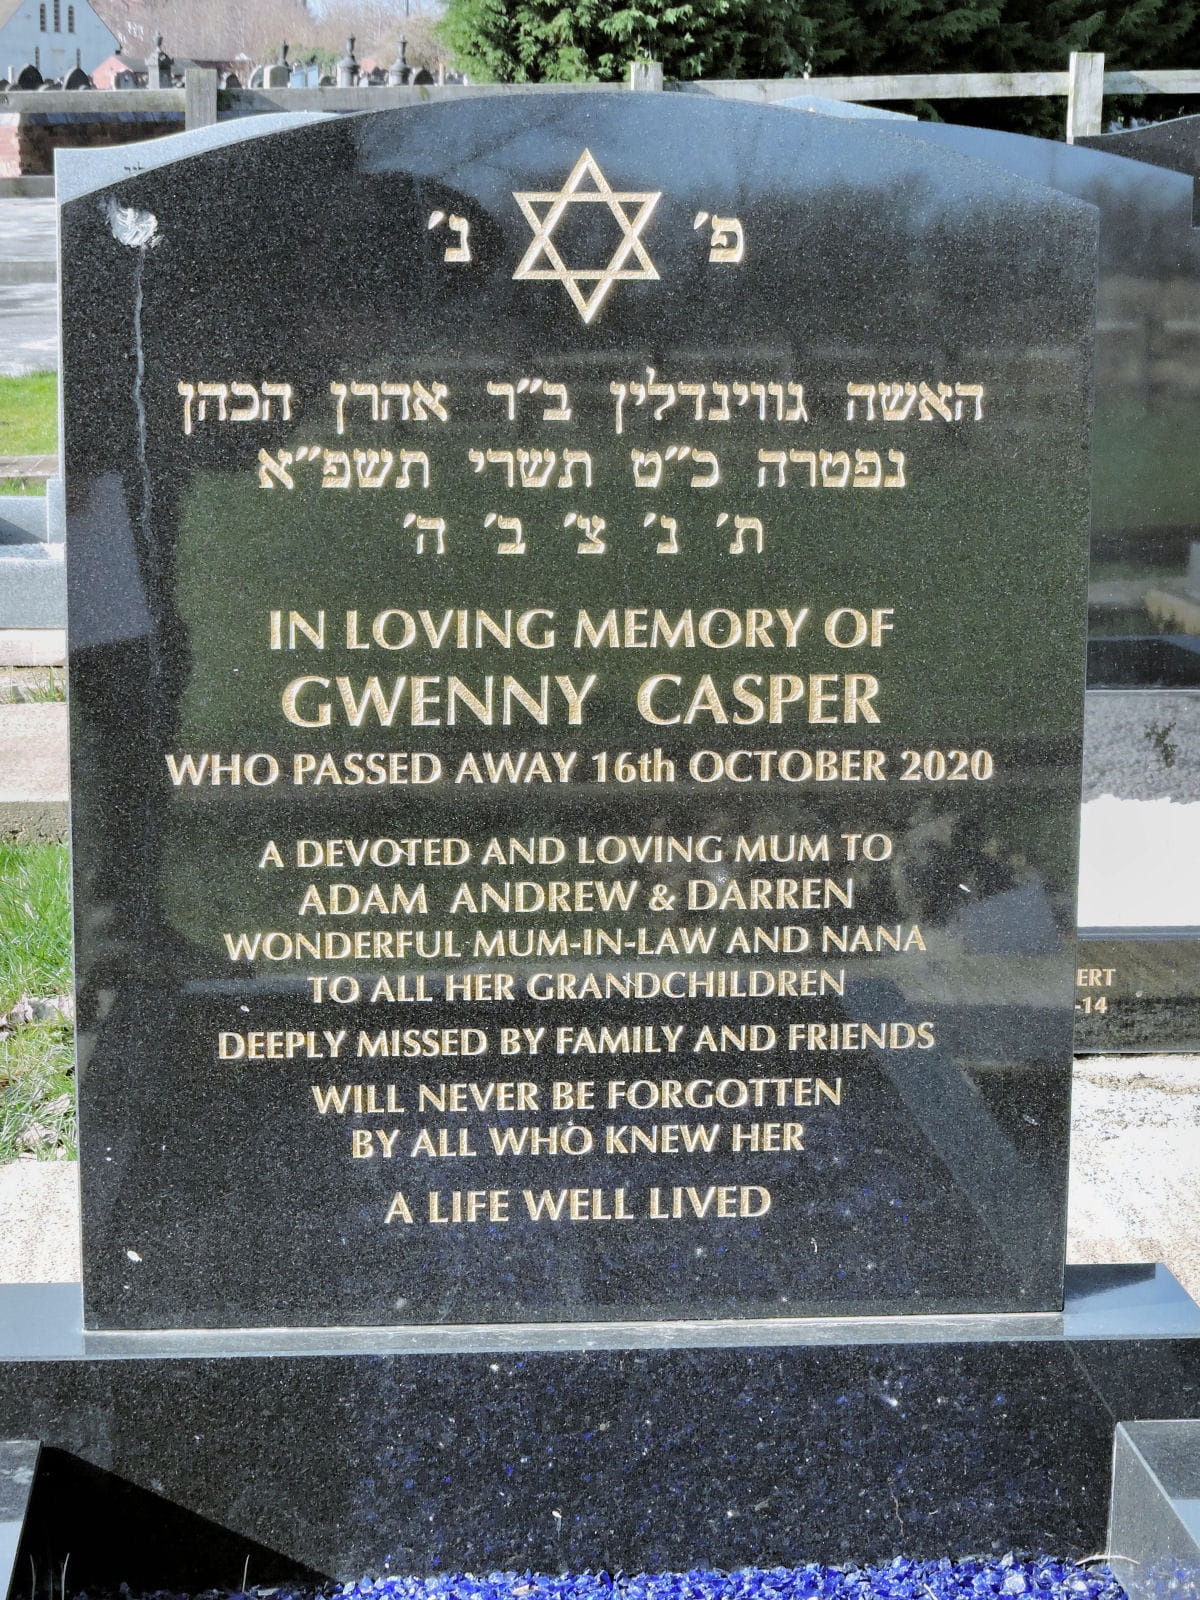 פ׳ נ׳
האשה גווינדלין ב״ר אהרן הכהן
נפטרה כ״ט תשרי תשפ״א
ת׳ נ׳ צ׳ ב׳ ה׳
IN LOVING MEMORY OF
GWENNY CASPER
WHO PASSED AWAY 16th OCTOBER 2020
A DEVOTED AND LOVING MUM TO
ADAM ANDREW & DARREN
WONDERFUL MUM-IN-LAW AND NANA
TO ALL HER GRANDCHILDREN
DEEPLY MISSED BY FAMILY AND FRIENDS
WILL NEVER BE FORGOTTEN
BY ALL WHO KNEW HER
A LIFE WELL LIVED
ERT
-14